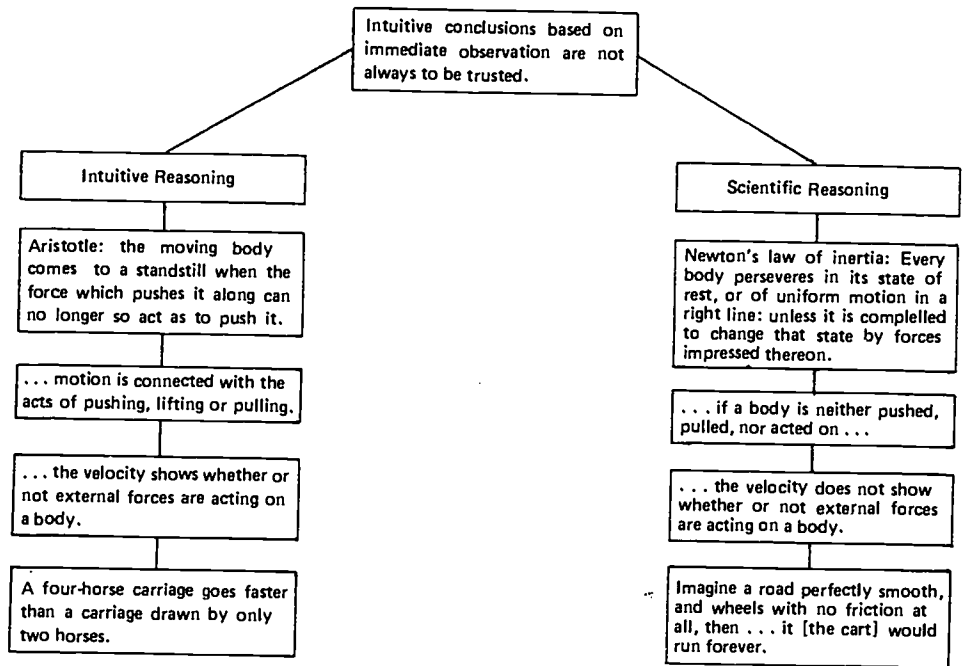 Intuitive conclusions based on
immediate observation are not
always to be trusted.
Intuitive Reasoning
Aristotle: the moving body
comes to a standstill when the
force which pushes it along can
no longer so act as to push it.
... motion is connected with the
acts of pushing, lifting or pulling.
... the velocity shows whether or
not external forces are acting on
a body.
A four-horse carriage goes faster
than a carriage drawn by only
two horses.
Scientific Reasoning
Newton's law of inertia: Every
body perseveres in its state of
rest, or of uniform motion in a
right line: unless it is complelled
to change that state by forces
impressed thereon.
... if a body is neither pushed,
pulled, nor acted on ...
... the velocity does not show
whether or not external forces
are acting on a body.
Imagine a road perfectly smooth,
and wheels with no friction at
all, then ... it [the cart] would
run forever.